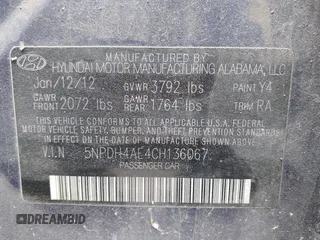 MANUFACTURED BY
HYUNDAI MOTOR MANUFACTURING ALABAMA, LLC
Jan/12/12 GVWR 3792 lbs PAINT Y4
GAWR FRONT 2072 lbs GAWR REAR 1764 lbs TRIM RA
THIS VEHICLE CONFORMS TO ALL APPLICABLE
U.S. FEDERAL MOTOR VEHICLE SAFETY, BUMPER,
AND THEFT PREVENTION STANDARDS IN EFFECT
ON THE DATE OF MANUFACTURE SHOWN ABOVE.
V.I.N 5NPDH4AE4CH136067
PASSENGER CAR
DREAMBID